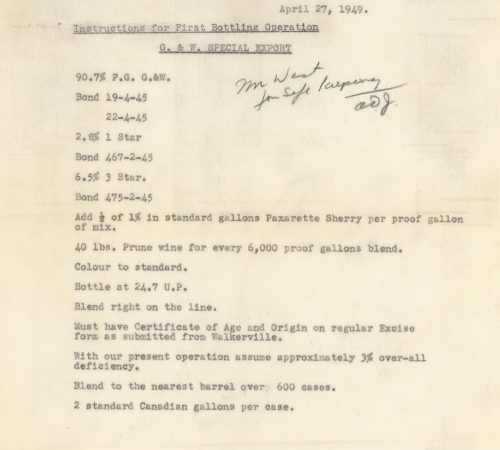 April 27, 1949.
Instructions for First Bottling Operation
G. & W. SPECIAL EXPORT
Mr West
for Safe Keeping
90.7% P.G. G.&W.
Bond 19-4-45
22-4-45
2.8% 1 Star
Bond 467-2-45
6.5% 3 Star.
Bond 475-2-45
Add ½ of 1% in standard gallons Paxarette Sherry per proof gallon
of mix.
40 lbs. Prune wine for every 6,000 proof gallons blend.
Colour to standard.
Bottle at 24.7 U.P.
Blend right on the line.
Must have Certificate of Age and Origin on regular Excise
form as submitted from Walkerville.
With our present operation assume approximately 3% over-all
deficiency.
Blend to the nearest barrel over 600 cases.
2 standard Canadian gallons per case.